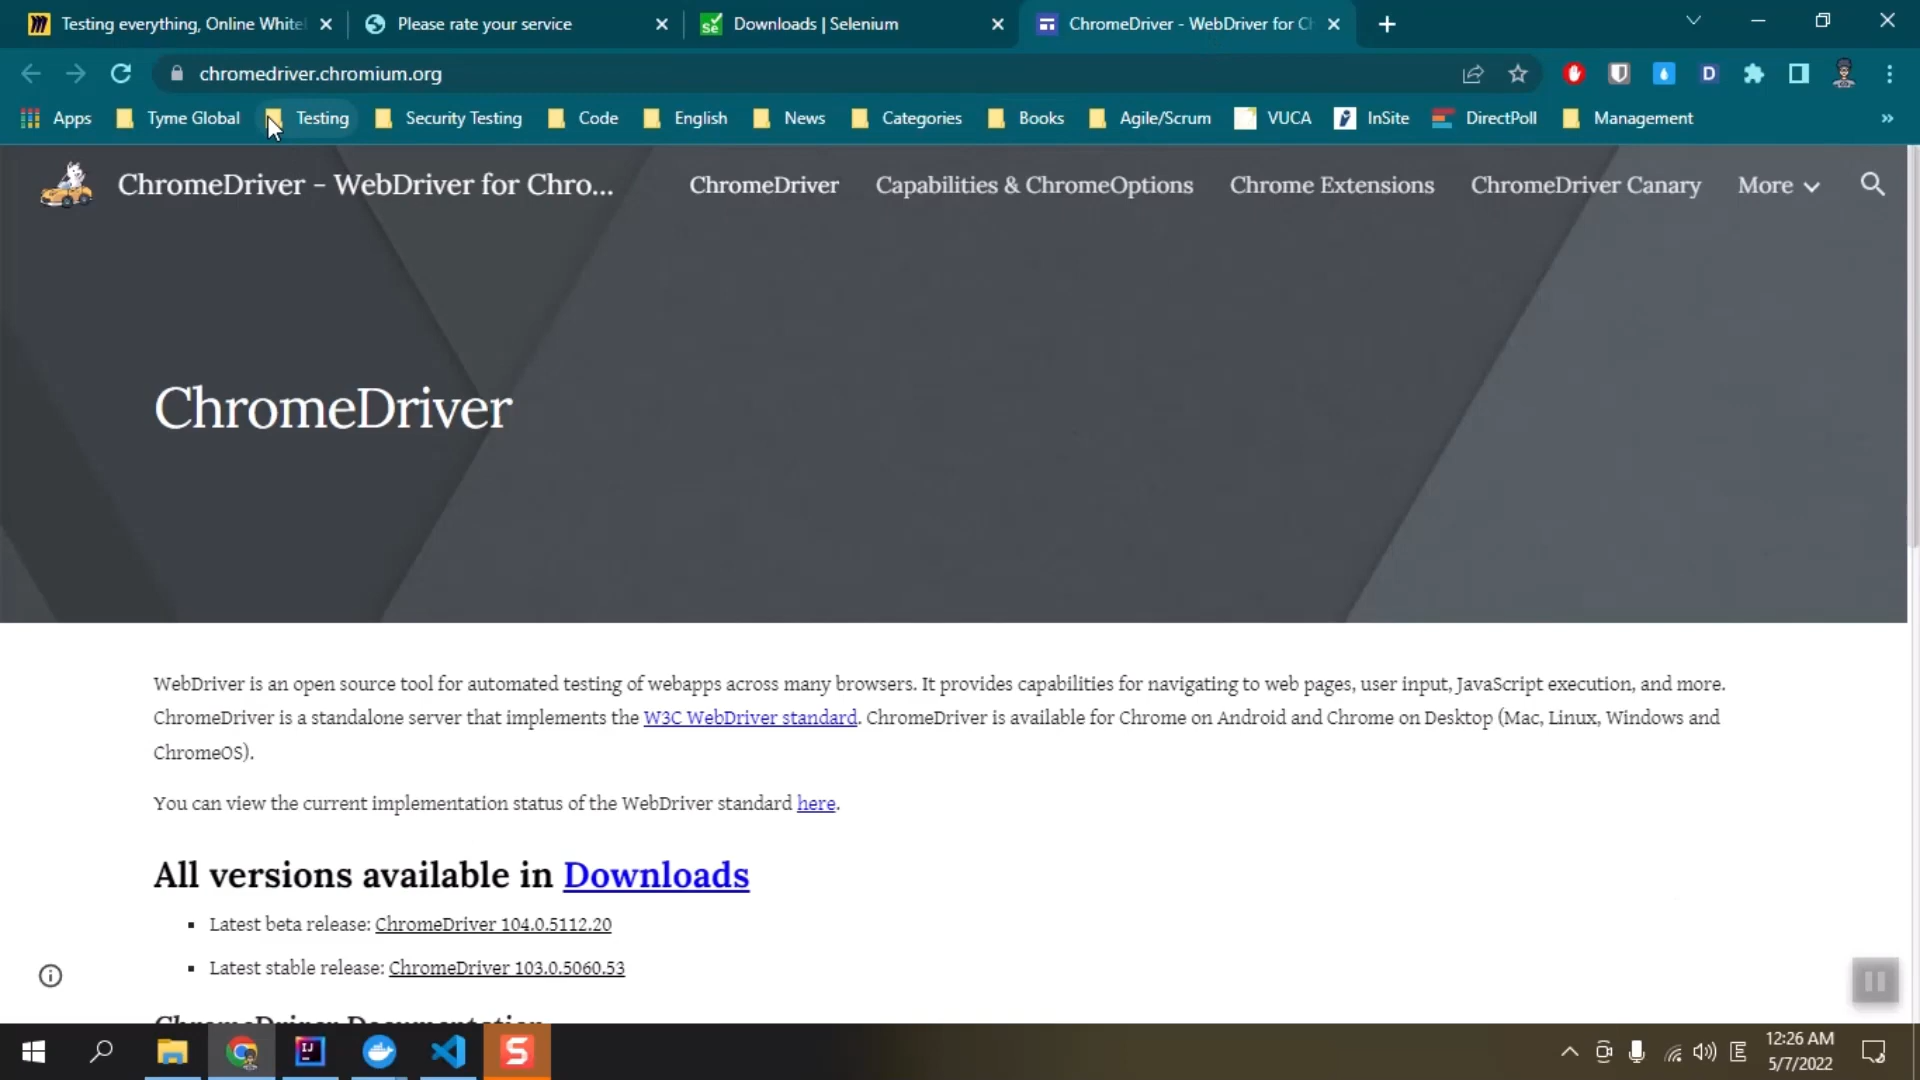 Testing everything, Online White
Please rate your service
Downloads | Selenium
ChromeDriver - WebDriver for Ch
chromedriver.chromium.org
Apps Tyme Global Testing Security Testing Code English News Categories Books Agile/Scrum VUCA InSite DirectPoll Management
ChromeDriver - WebDriver for Chro... ChromeDriver Capabilities & ChromeOptions Chrome Extensions ChromeDriver Canary More
ChromeDriver
WebDriver is an open source tool for automated testing of webapps across many browsers. It provides capabilities for navigating to web pages, user input, JavaScript execution, and more.
ChromeDriver is a standalone server that implements the W3C WebDriver standard. ChromeDriver is available for Chrome on Android and Chrome on Desktop (Mac, Linux, Windows and
ChromeOS).
You can view the current implementation status of the WebDriver standard here.
All versions available in Downloads
Latest beta release: ChromeDriver 104.0.5112.20
Latest stable release: ChromeDriver 103.0.5060.53
ChromeDriver Documentation
12:26 AM
5/7/2022